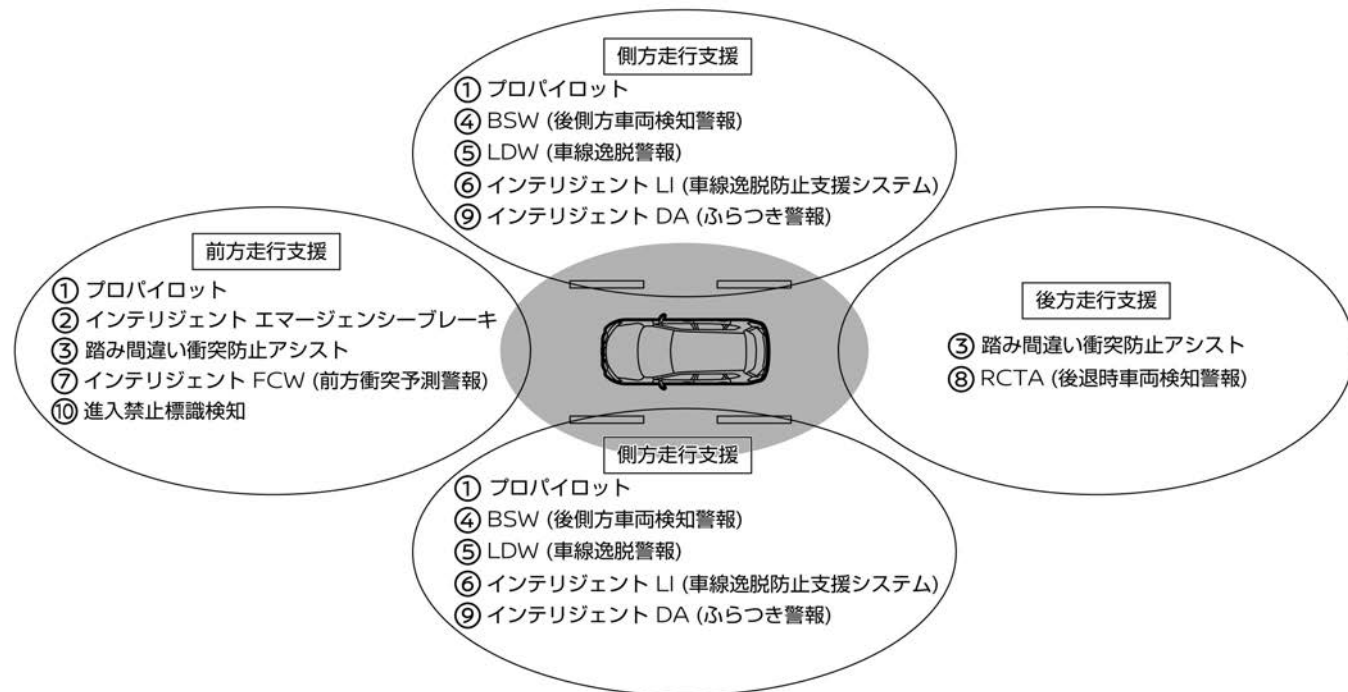 側方走行支援
① プロパイロット
④ BSW (後側方車両検知警報)
⑤ LDW (車線逸脱警報)
⑥ インテリジェント LI (車線逸脱防止支援システム)
⑨ インテリジェント DA (ふらつき警報)
前方走行支援
① プロパイロット
② インテリジェント エマージェンシーブレーキ
③ 踏み間違い衝突防止アシスト
⑦ インテリジェント FCW (前方衝突予測警報)
⑩ 進入禁止標識検知
後方走行支援
③ 踏み間違い衝突防止アシスト
⑧ RCTA (後退時車両検知警報)
側方走行支援
① プロパイロット
④ BSW (後側方車両検知警報)
⑤ LDW (車線逸脱警報)
⑥ インテリジェント LI (車線逸脱防止支援システム)
⑨ インテリジェント DA (ふらつき警報)